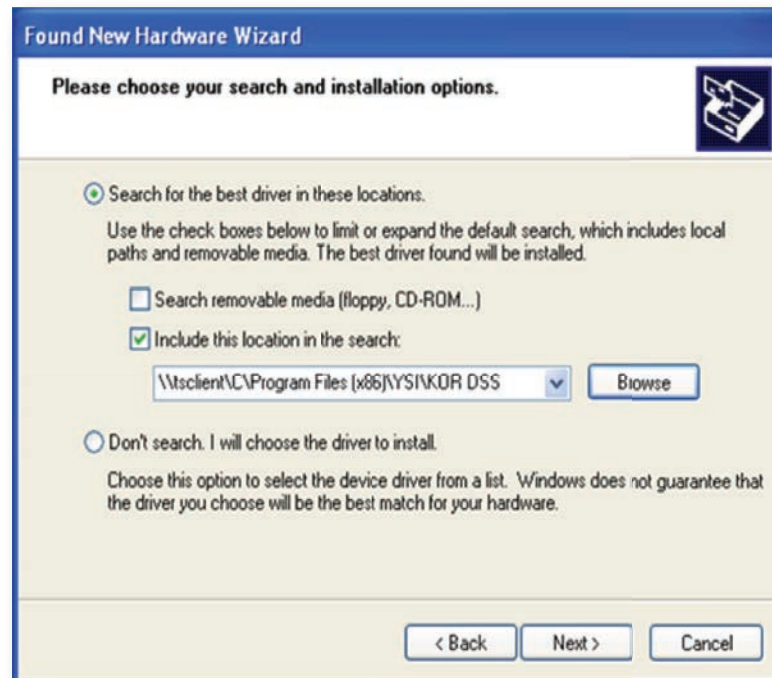 Found New Hardware Wizard
Please choose your search and installation options.
Search for the best driver in these locations.
Use the check boxes below to limit or expand the default search, which includes local
paths and removable media. The best driver found will be installed.
Search removable media (floppy, CD-ROM...)
Include this location in the search:
\\tsclient\C\Program Files (x86)\YSI\KOR DSS
Browse
Don't search. I will choose the driver to install.
Choose this option to select the device driver from a list. Windows does not guarantee that
the driver you choose will be the best match for your hardware.
< Back Next > Cancel